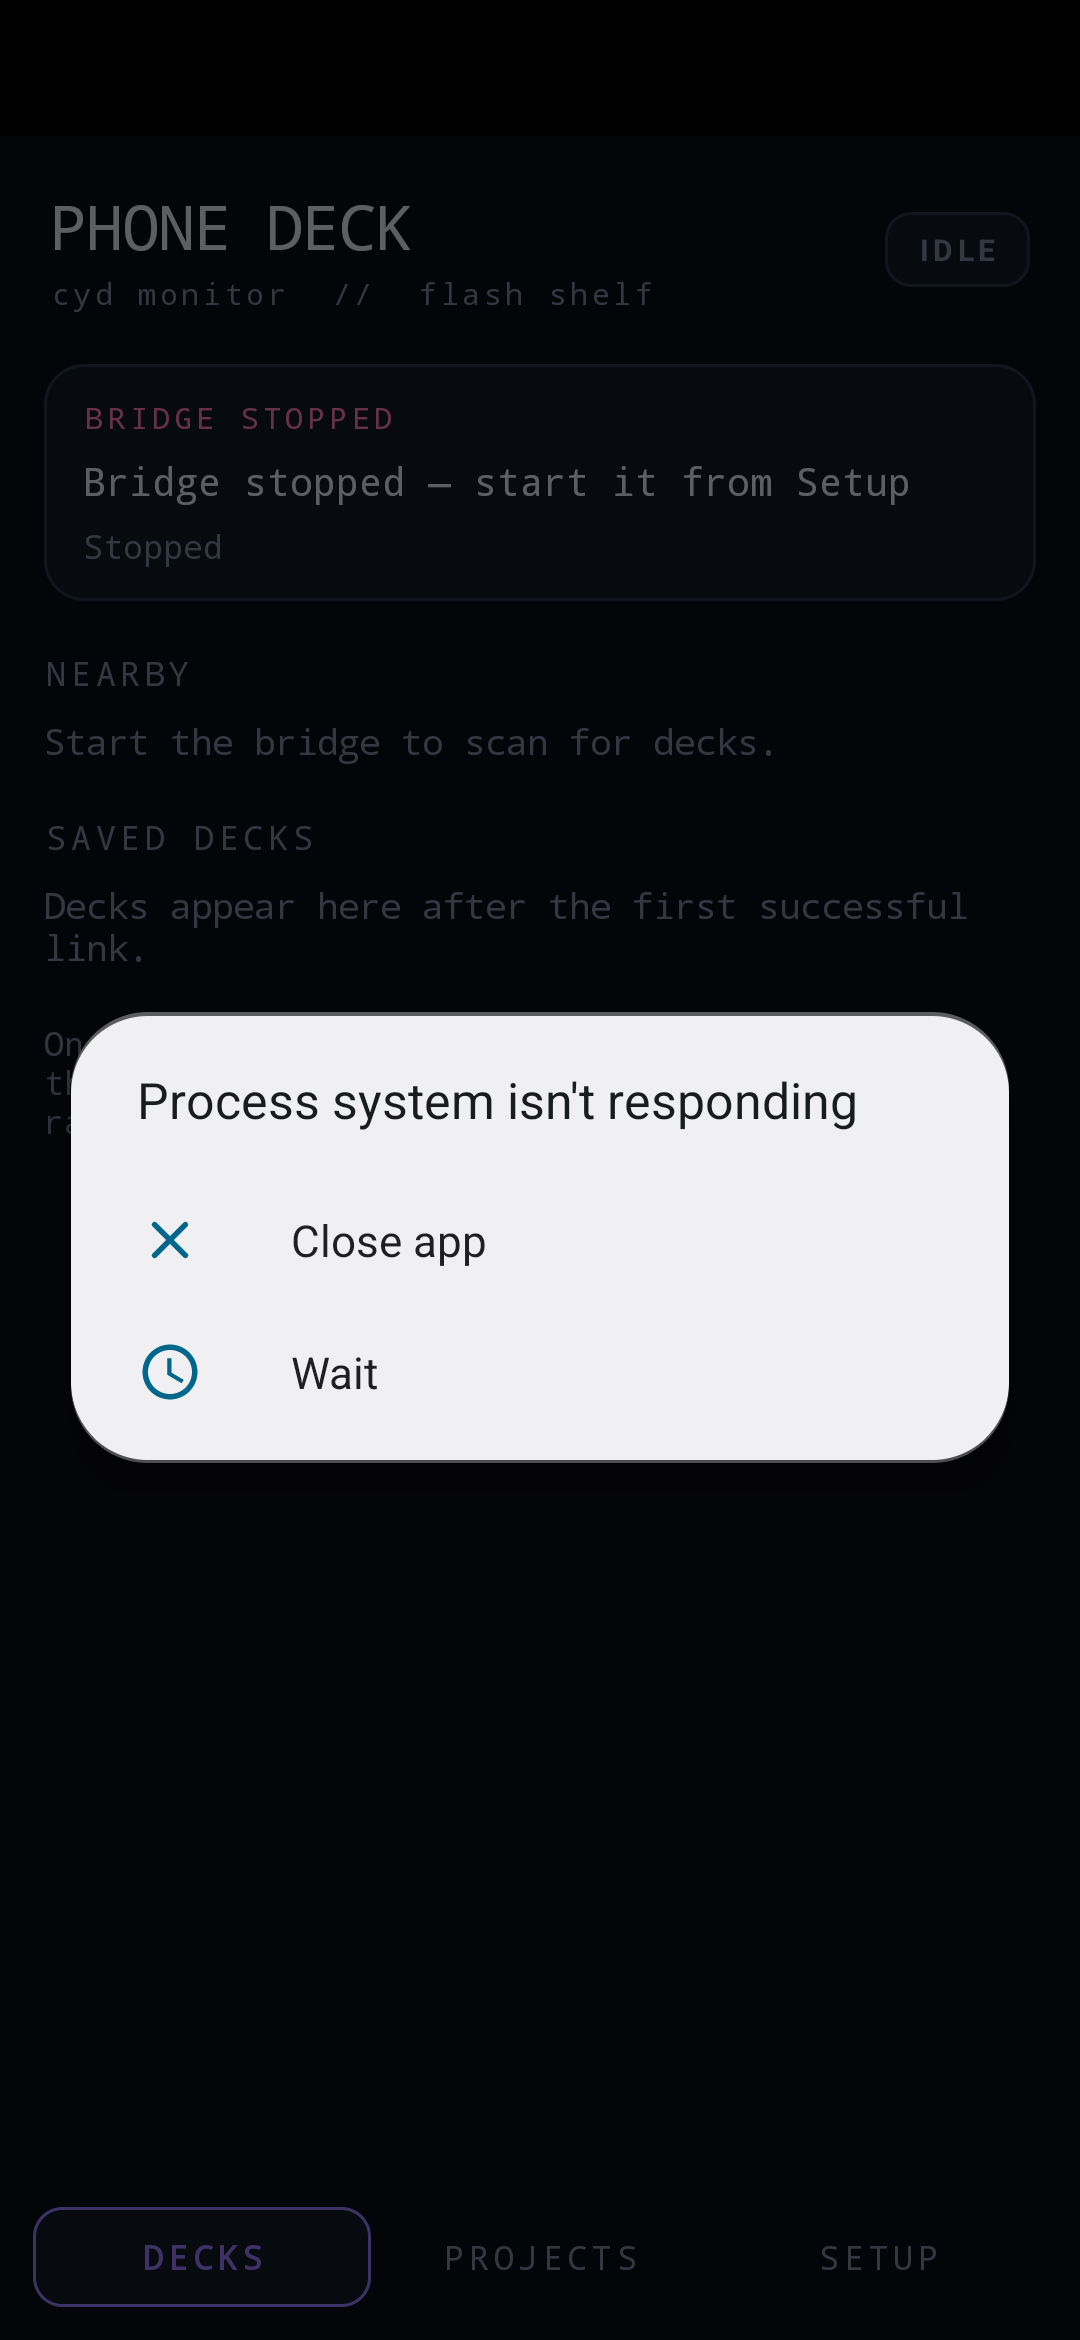 PHONE DECK
IDLE
cyd monitor // flash shelf
BRIDGE STOPPED
Bridge stopped — start it from Setup
Stopped
NEARBY
Start the bridge to scan for decks.
SAVED DECKS
Decks appear here after the first successful
link.
Process system isn't responding
Close app
Wait
DECKS
PROJECTS
SETUP